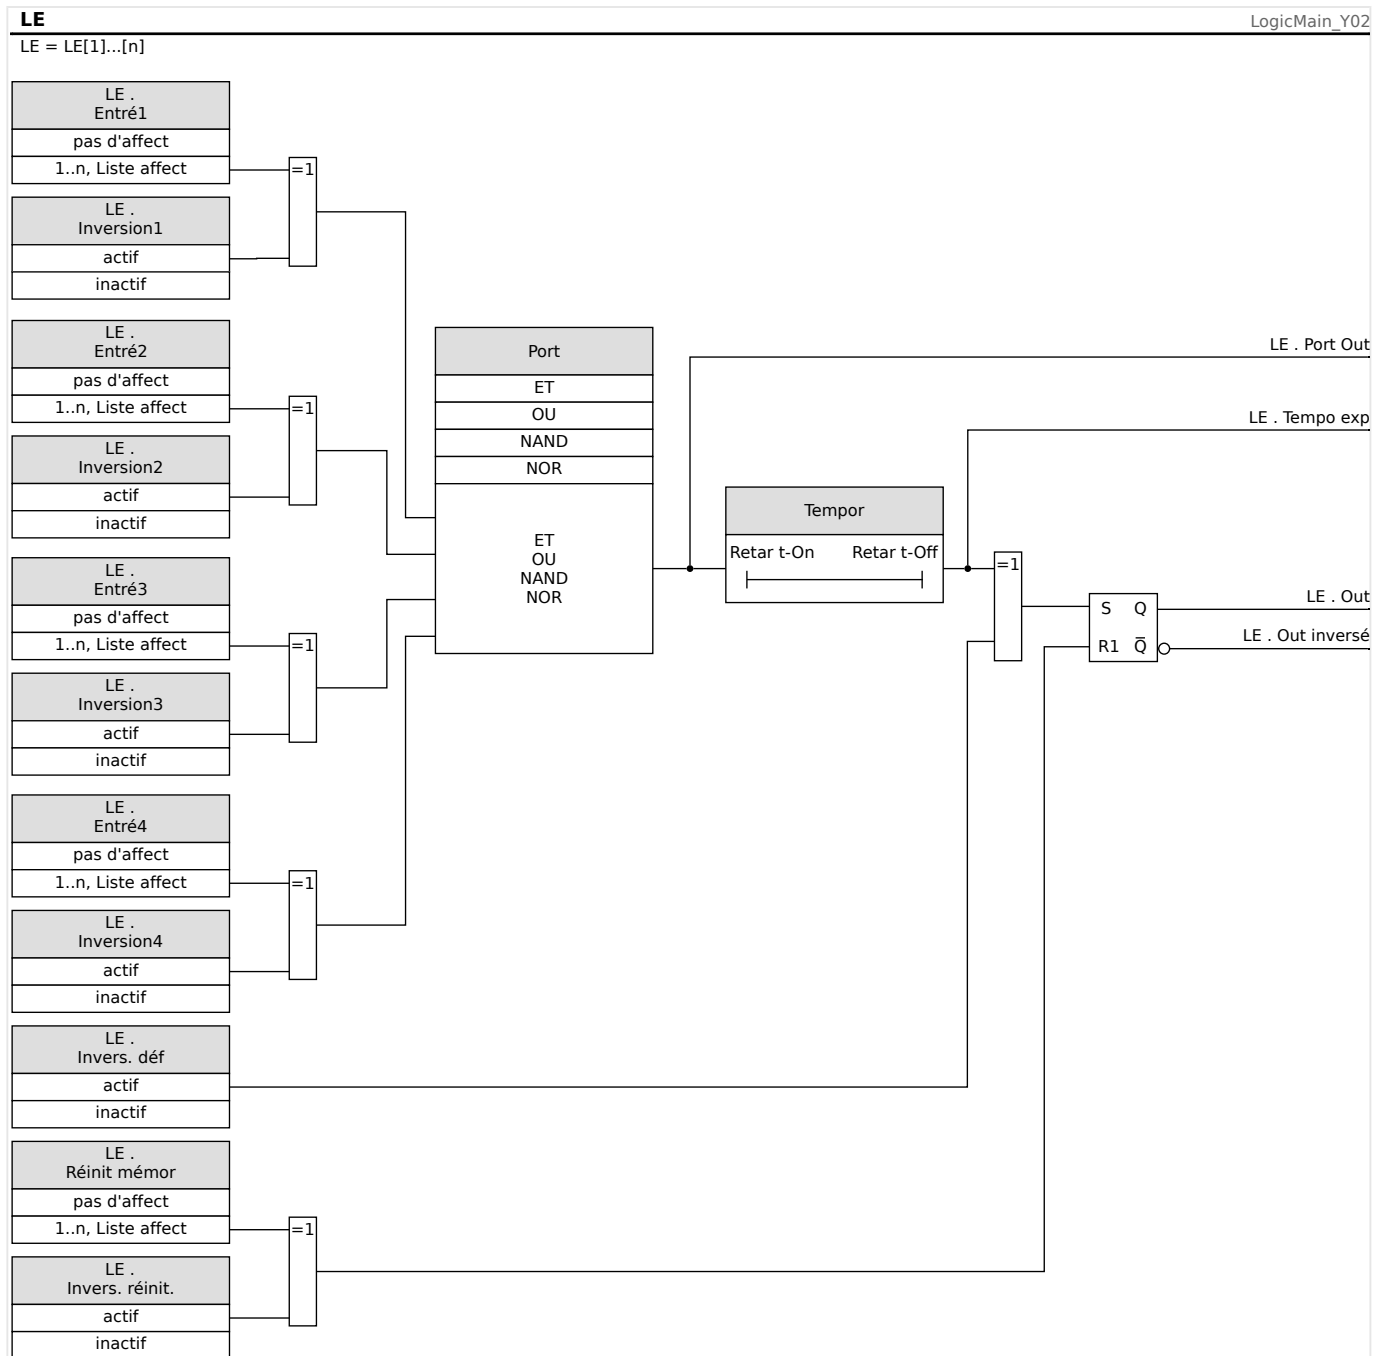 LE
LogicMain_Y02
LE = LE[1]...[n]
LE .
Entré1
pas d'affect
1..n, Liste affect
=1
LE .
Inversion1
actif
inactif
LE .
Entré2
pas d'affect
1..n, Liste affect
=1
LE .
Inversion2
actif
inactif
Port
ET
OU
NAND
NOR
ET
OU
NAND
NOR
LE . Port Out
LE . Tempo exp
Tempor
Retar t-On Retar t-Off
=1
S Q
R1 Q̅
LE . Out
LE . Out inversé
LE .
Entré3
pas d'affect
1..n, Liste affect
=1
LE .
Inversion3
actif
inactif
LE .
Entré4
pas d'affect
1..n, Liste affect
=1
LE .
Inversion4
actif
inactif
LE .
Invers. déf
actif
inactif
LE .
Réinit mémor
pas d'affect
1..n, Liste affect
=1
LE .
Invers. réinit.
actif
inactif